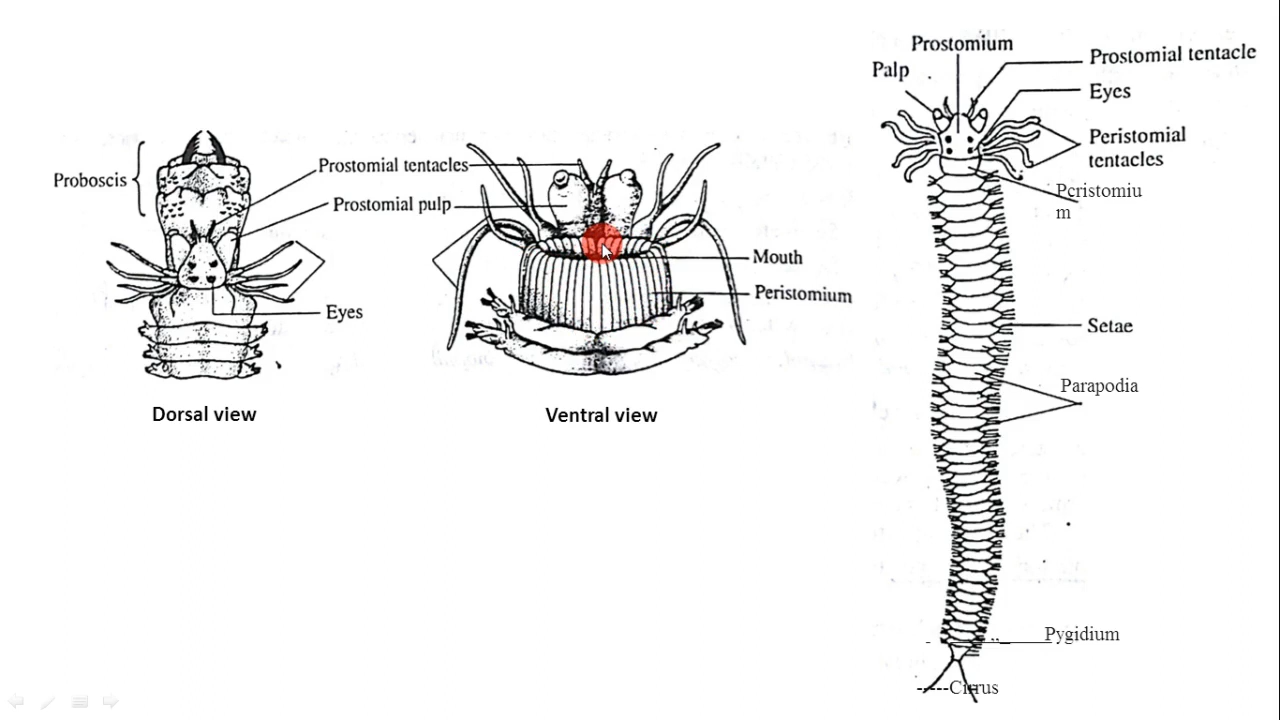 Proboscis
Prostomial tentacles
Prostomial pulp
Eyes
Dorsal view
Mouth
Peristomium
Ventral view
Prostomium
Palp
Prostomial tentacle
Eyes
Peristomial
tentacles
Peristomiu
m
Setae
Parapodia
Pygidium
Cirrus